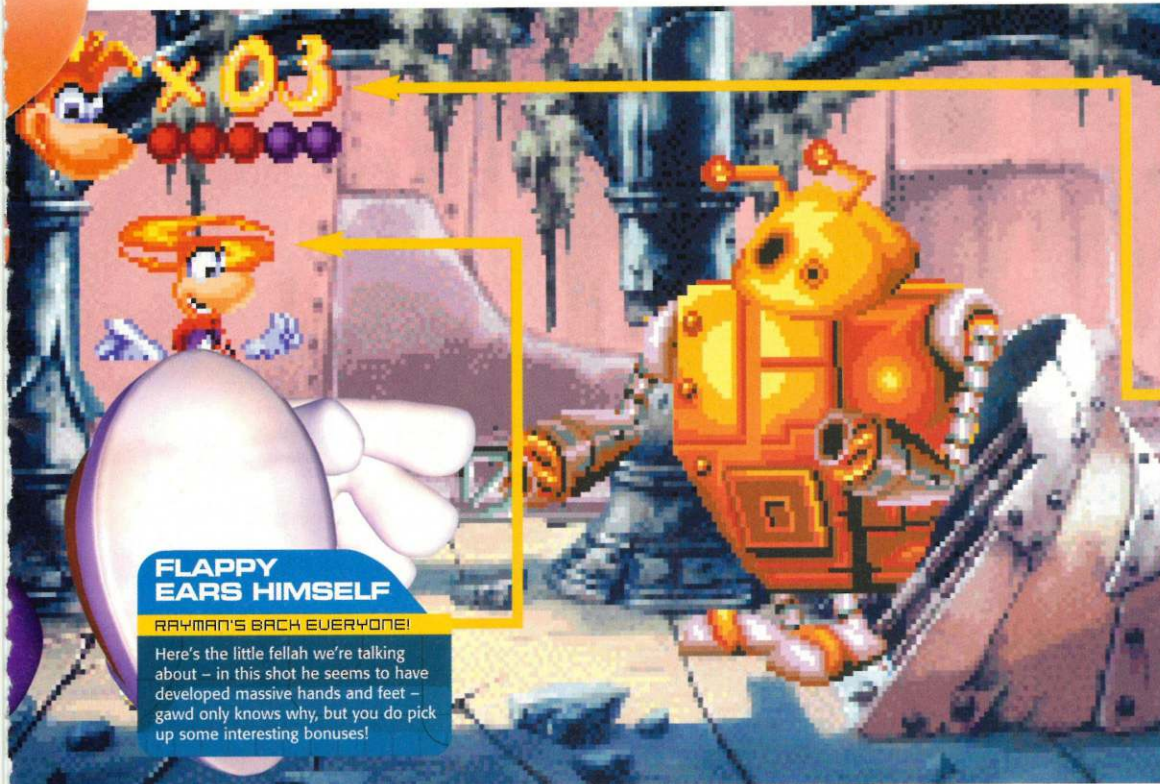 x 03
FLAPPY
EARS HIMSELF
RAYMAN'S BACK EVERYONE!
Here's the little fellah we're talking
about – in this shot he seems to have
developed massive hands and feet –
gawd only knows why, but you do pick
up some interesting bonuses!